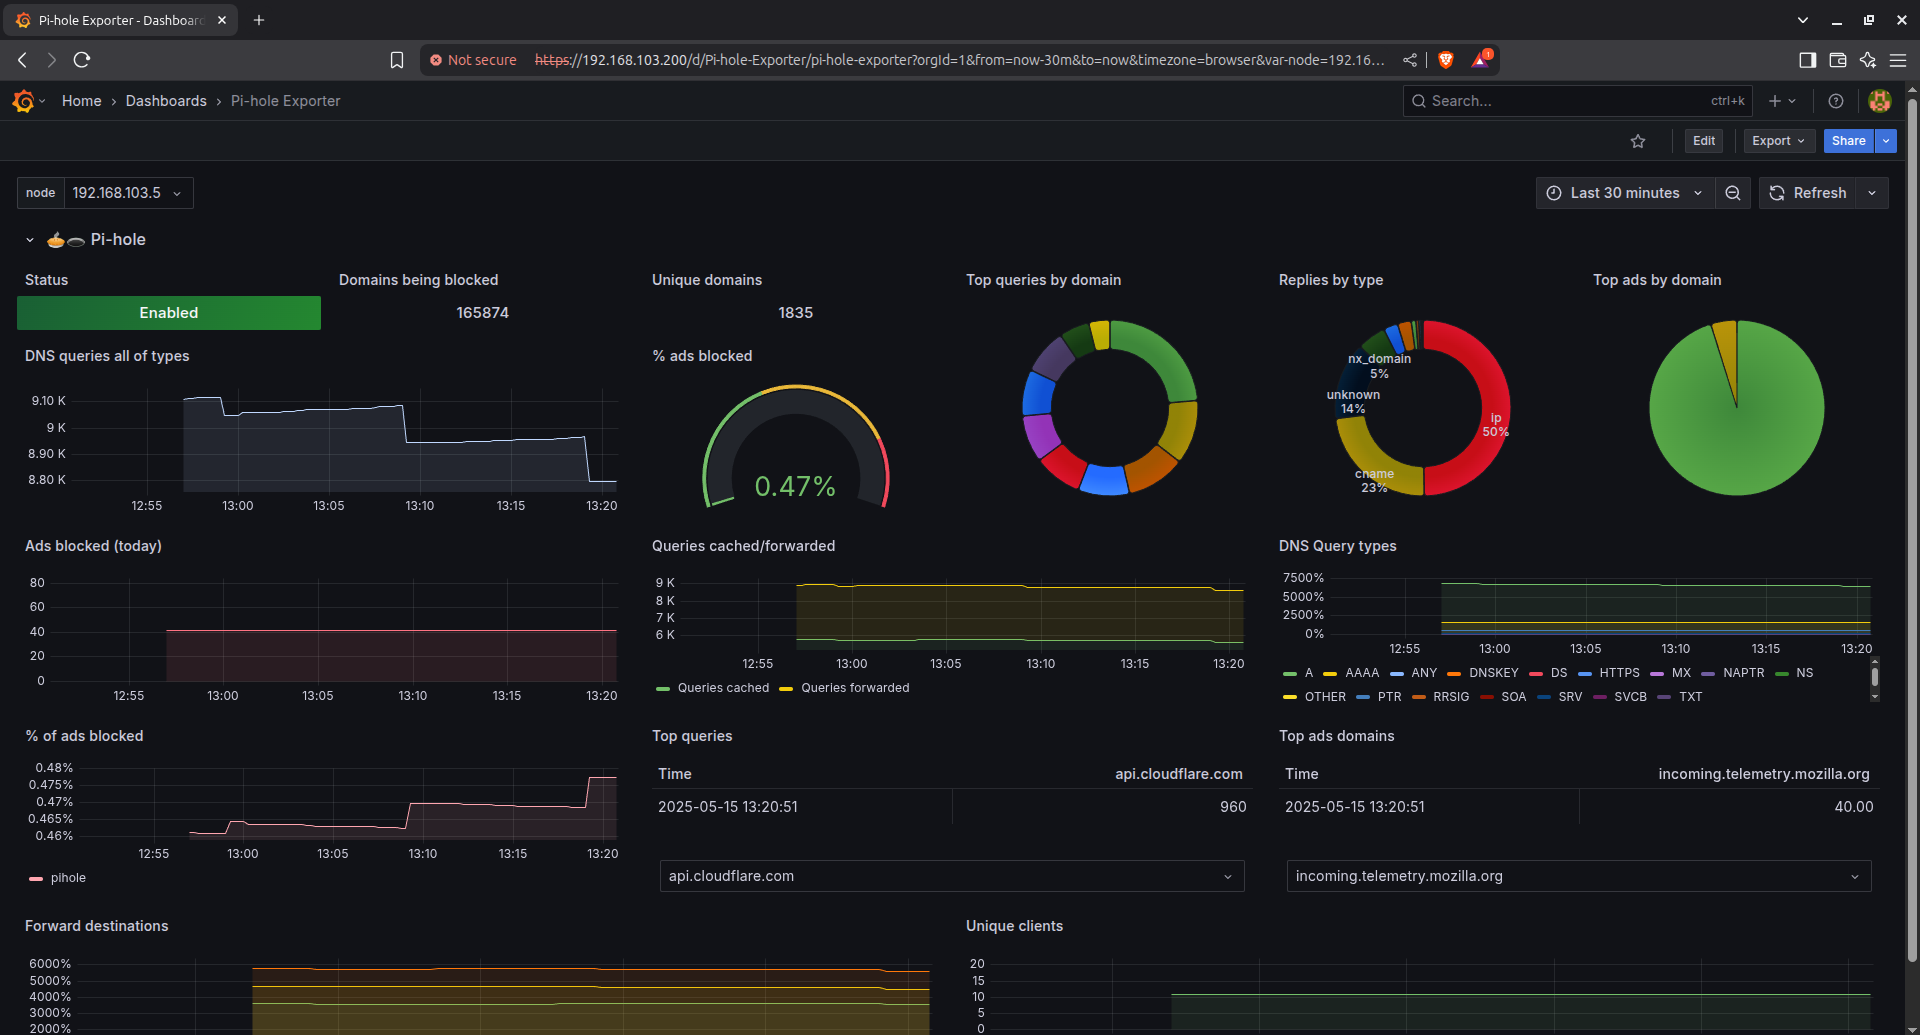 Pi-hole Exporter - Dashboard
Not secure https://192.168.103.200/d/Pi-hole-Exporter/pi-hole-exporter?orgId=1&from=now-30m&to=now&timezone=browser&var-node=192.16...
1
Home › Dashboards › Pi-hole Exporter
Search... ctrl+k
Edit Export Share
node 192.168.103.5
Last 30 minutes Refresh
Pi-hole
Status
Enabled
Domains being blocked
165874
Unique domains
1835
Top queries by domain
Replies by type
nx_domain
5%
unknown
14%
ip
50%
cname
23%
Top ads by domain
DNS queries all of types
9.10 K
9 K
8.90 K
8.80 K
12:55 13:00 13:05 13:10 13:15 13:20
% ads blocked
0.47%
Ads blocked (today)
80
60
40
20
0
12:55 13:00 13:05 13:10 13:15 13:20
Queries cached/forwarded
9 K
8 K
7 K
6 K
12:55 13:00 13:05 13:10 13:15 13:20
Queries cached Queries forwarded
DNS Query types
7500%
5000%
2500%
0%
12:55 13:00 13:05 13:10 13:15 13:20
A AAAA ANY DNSKEY DS HTTPS MX NAPTR NS
OTHER PTR RRSIG SOA SRV SVCB TXT
% of ads blocked
0.48%
0.475%
0.47%
0.465%
0.46%
12:55 13:00 13:05 13:10 13:15 13:20
pihole
Top queries
Time api.cloudflare.com
2025-05-15 13:20:51 960
api.cloudflare.com
Top ads domains
Time incoming.telemetry.mozilla.org
2025-05-15 13:20:51 40.00
incoming.telemetry.mozilla.org
Forward destinations
6000%
5000%
4000%
3000%
2000%
Unique clients
20
15
10
5
0